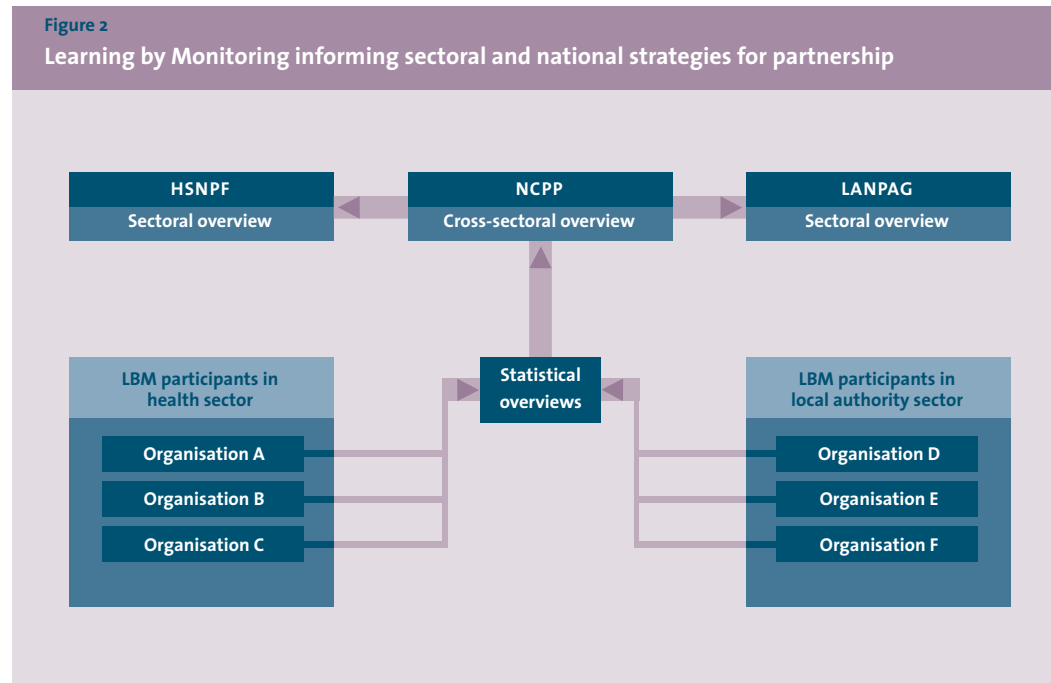 Figure 2
Learning by Monitoring informing sectoral and national strategies for partnership
HSNPF
Sectoral overview
NCPP
Cross-sectoral overview
LANPAG
Sectoral overview
LBM participants in
health sector
Organisation A
Organisation B
Organisation C
Statistical
overviews
LBM participants in
local authority sector
Organisation D
Organisation E
Organisation F